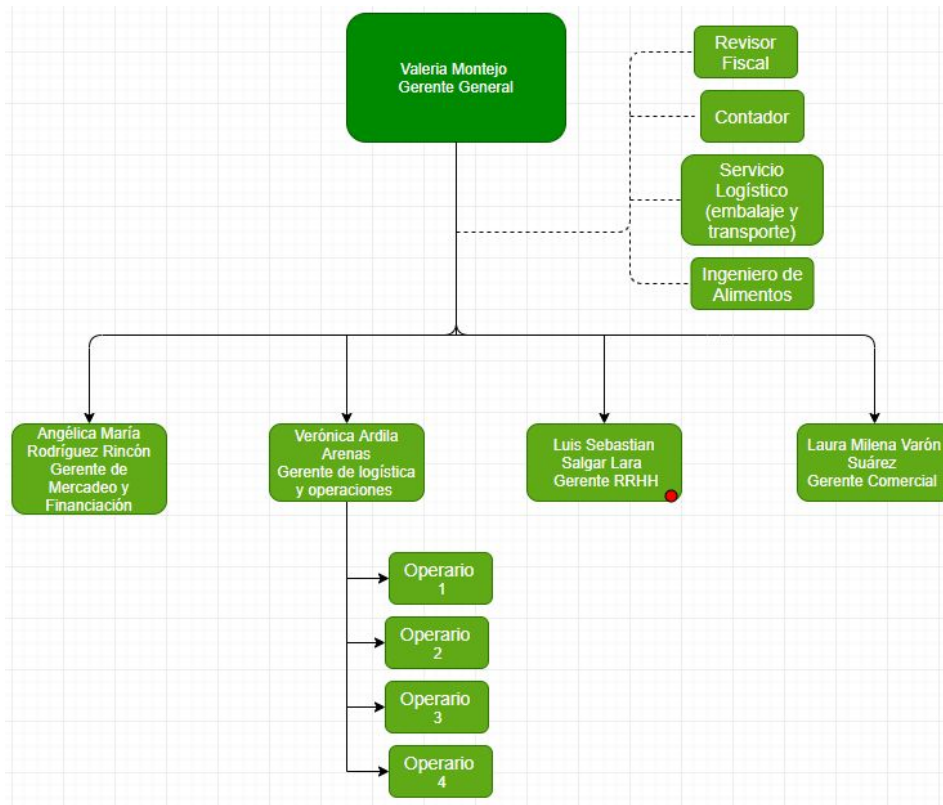 Valeria Montejo
Gerente General
Revisor
Fiscal
Contador
Servicio
Logístico
(embalaje y
transporte)
Ingeniero de
Alimentos
Angélica María
Rodríguez Rincón
Gerente de
Mercadeo y
Financiación
Verónica Ardila
Arenas
Gerente de logística
y operaciones
Luis Sebastian
Salgar Lara
Gerente RRHH
Laura Milena Varón
Suárez
Gerente Comercial
Operario
1
Operario
2
Operario
3
Operario
4